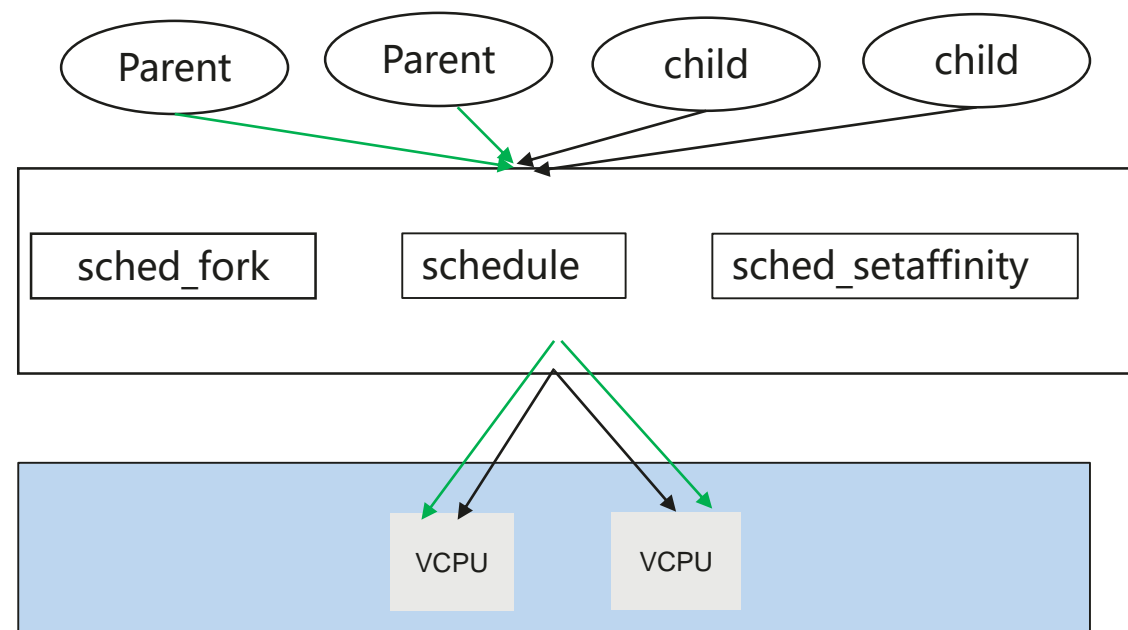 Parent
Parent
child
child
sched_fork
schedule
sched_setaffinity
VCPU
VCPU